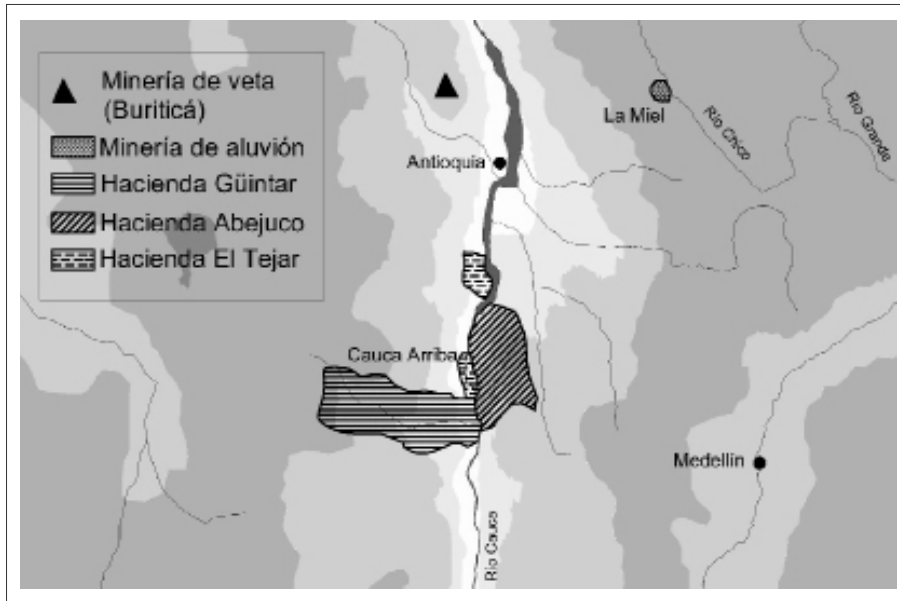 Minería de veta
(Buriticá)
Minería de aluvión
Hacienda Güintar
Hacienda Abejuco
Hacienda El Tejar
La Miel
Río Chico
Río Grande
Antioquia
Cauca Arriba
Medellín
Río Cauca